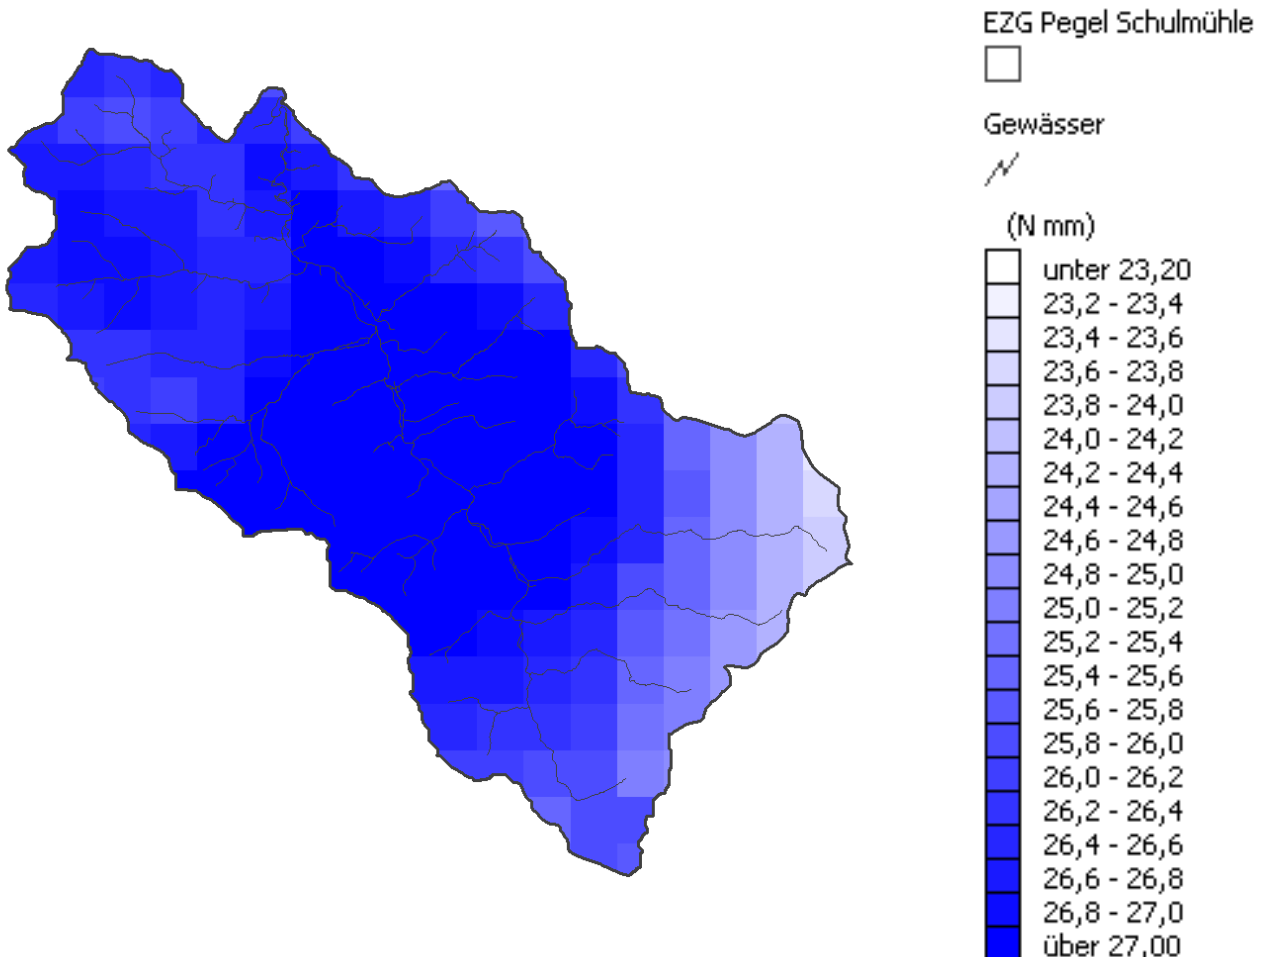 EZG Pegel Schulmühle
Gewässer
(N mm)
unter 23,20
23,2 - 23,4
23,4 - 23,6
23,6 - 23,8
23,8 - 24,0
24,0 - 24,2
24,2 - 24,4
24,4 - 24,6
24,6 - 24,8
24,8 - 25,0
25,0 - 25,2
25,2 - 25,4
25,4 - 25,6
25,6 - 25,8
25,8 - 26,0
26,0 - 26,2
26,2 - 26,4
26,4 - 26,6
26,6 - 26,8
26,8 - 27,0
über 27,00